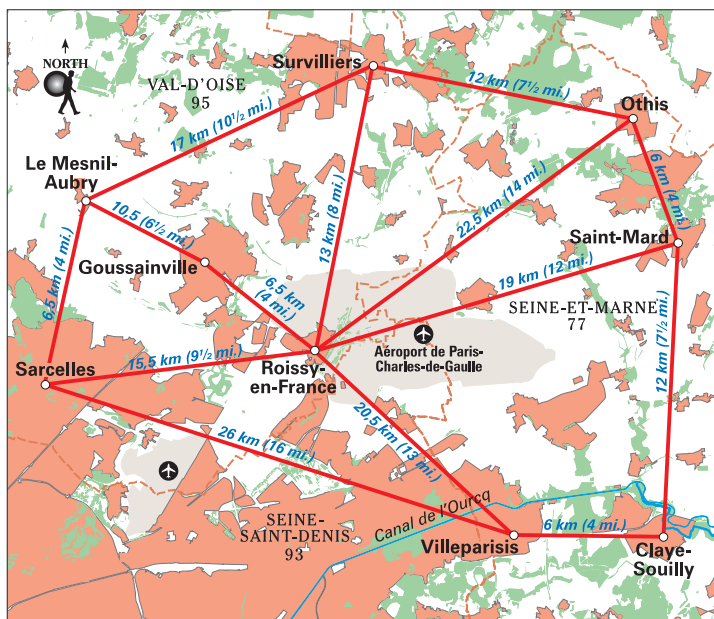 NORTH
VAL-D'OISE
95
Survilliers
12 km (7½ mi.)
Othis
17 km (10½ mi.)
Le Mesnil-
Aubry
10,5 (6½ mi.)
13 km (8 mi.)
22,5 km (14 mi.)
6 km (4 mi.)
Goussainville
Saint-Mard
6,5 km (4 mi.)
6,5 km
(4 mi.)
19 km (12 mi.)
SEINE-ET-MARNE
77
Sarcelles
15,5 km (9½ mi.)
Roissy-
en-France
Aéroport de Paris-
Charles-de-Gaulle
12 km (7½ mi.)
26 km (16 mi.)
20,5 km (13 mi.)
SEINE-
SAINT-DENIS
93
Canal de l'Ourcq
Villeparisis
6 km (4 mi.)
Claye-
Souilly